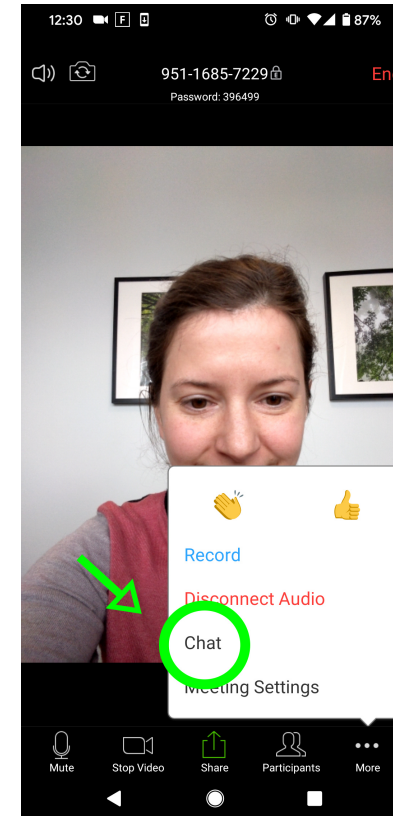 12:30
F
87%
951-1685-7229
En
Password: 396499
Record
Disconnect Audio
Chat
Meeting Settings
Mute
Stop Video
Share
Participants
More